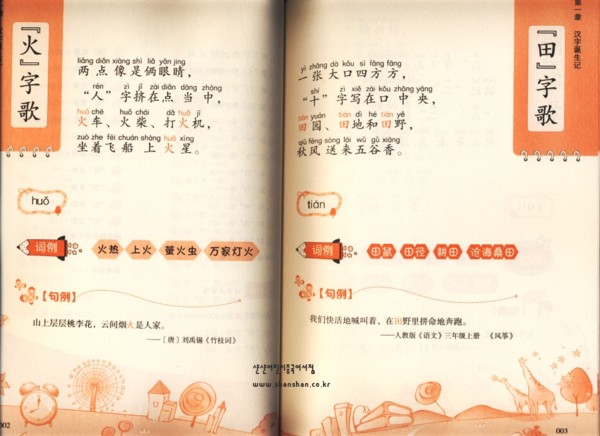 『火』字歌
liǎng diǎn xiàng shì liǎ yǎn jing
两点像是俩眼睛，
rén zì jǐ zài diǎn dāng zhōng
“人”字挤在点当中，
huǒ chē huǒ chái dǎ huǒ jī
火车、火柴、打火机，
zuò zhe fēi chuán shàng huǒ xīng
坐着飞船上火星。
huǒ
词例
火热 上火 萤火虫 万家灯火
【句例】
山上层层桃李花，云间烟火是人家。
——〔唐〕刘禹锡《竹枝词》
002
第一章 汉字诞生记
『田』字歌
yì zhāng dà kǒu sì fāng fāng
一张大口四方方，
shí zì xiě zài kǒu zhōng yāng
“十”字写在口中央，
tián yuán tián dì hé tián yě
田园、田地和田野，
qiū fēng sòng lái wǔ gǔ xiāng
秋风送来五谷香。
tián
词例
田鼠 田径 耕田 沧海桑田
【句例】
我们快活地喊叫着，在田野里拼命地奔跑。
——人教版《语文》三年级上册 《风筝》
샨샨어린이중국어서점
www.shanshan.co.kr
003